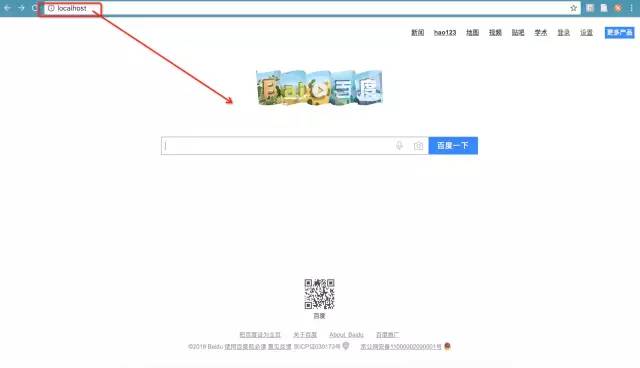 localhost
新闻 hao123 地图 视频 贴吧 学术 登录 设置 更多产品
Bai 百度
百度一下
百度
把百度设为主页 关于百度 About Baidu 百度推广
©2018 Baidu 使用百度前必读 意见反馈 京ICP证030173号 京公网安备11000002000001号